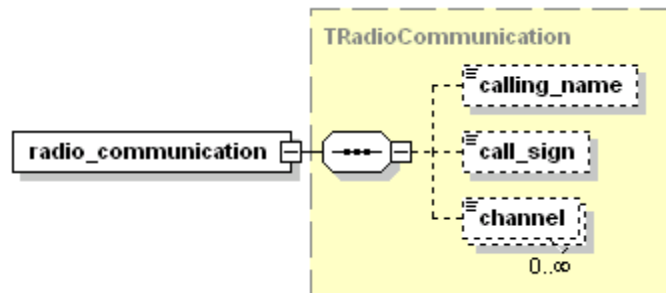 TRadioCommunication
calling_name
radio_communication
call_sign
channel
0..∞